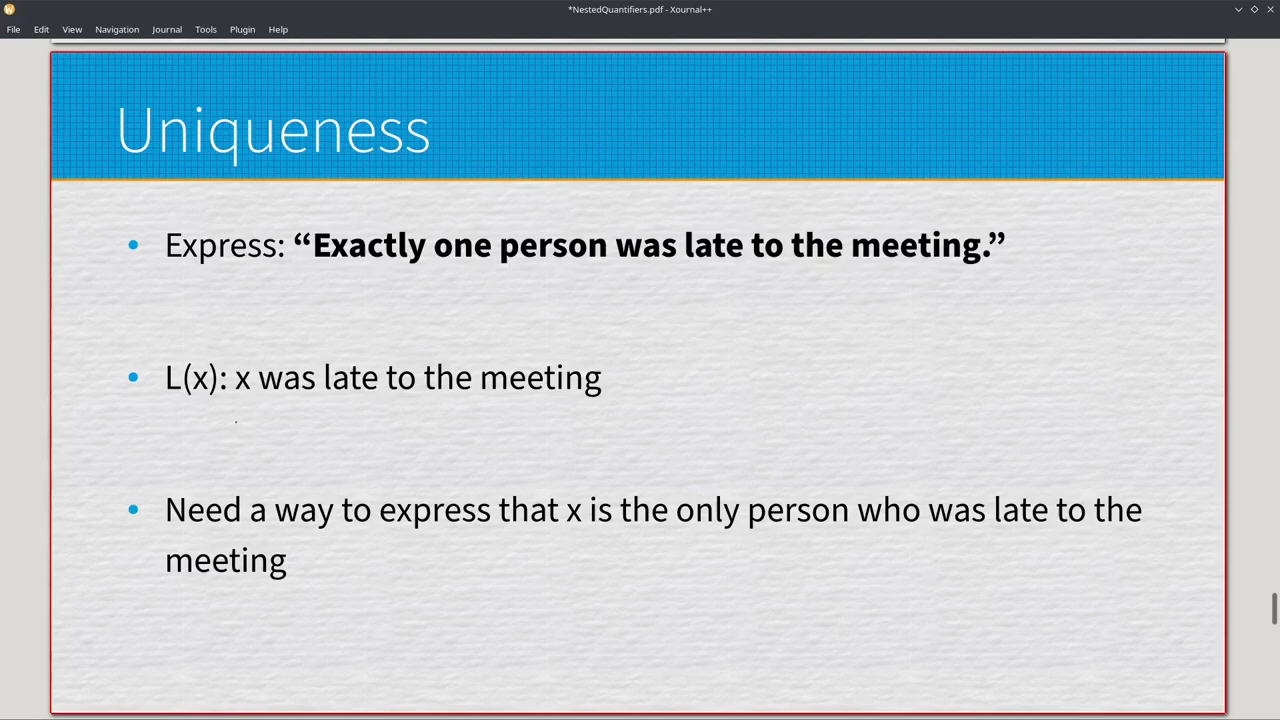 *NestedQuantifiers.pdf - Xournal++
File Edit View Navigation Journal Tools Plugin Help
Uniqueness
• Express: “Exactly one person was late to the meeting.”
• L(x): x was late to the meeting
• Need a way to express that x is the only person who was late to the
meeting